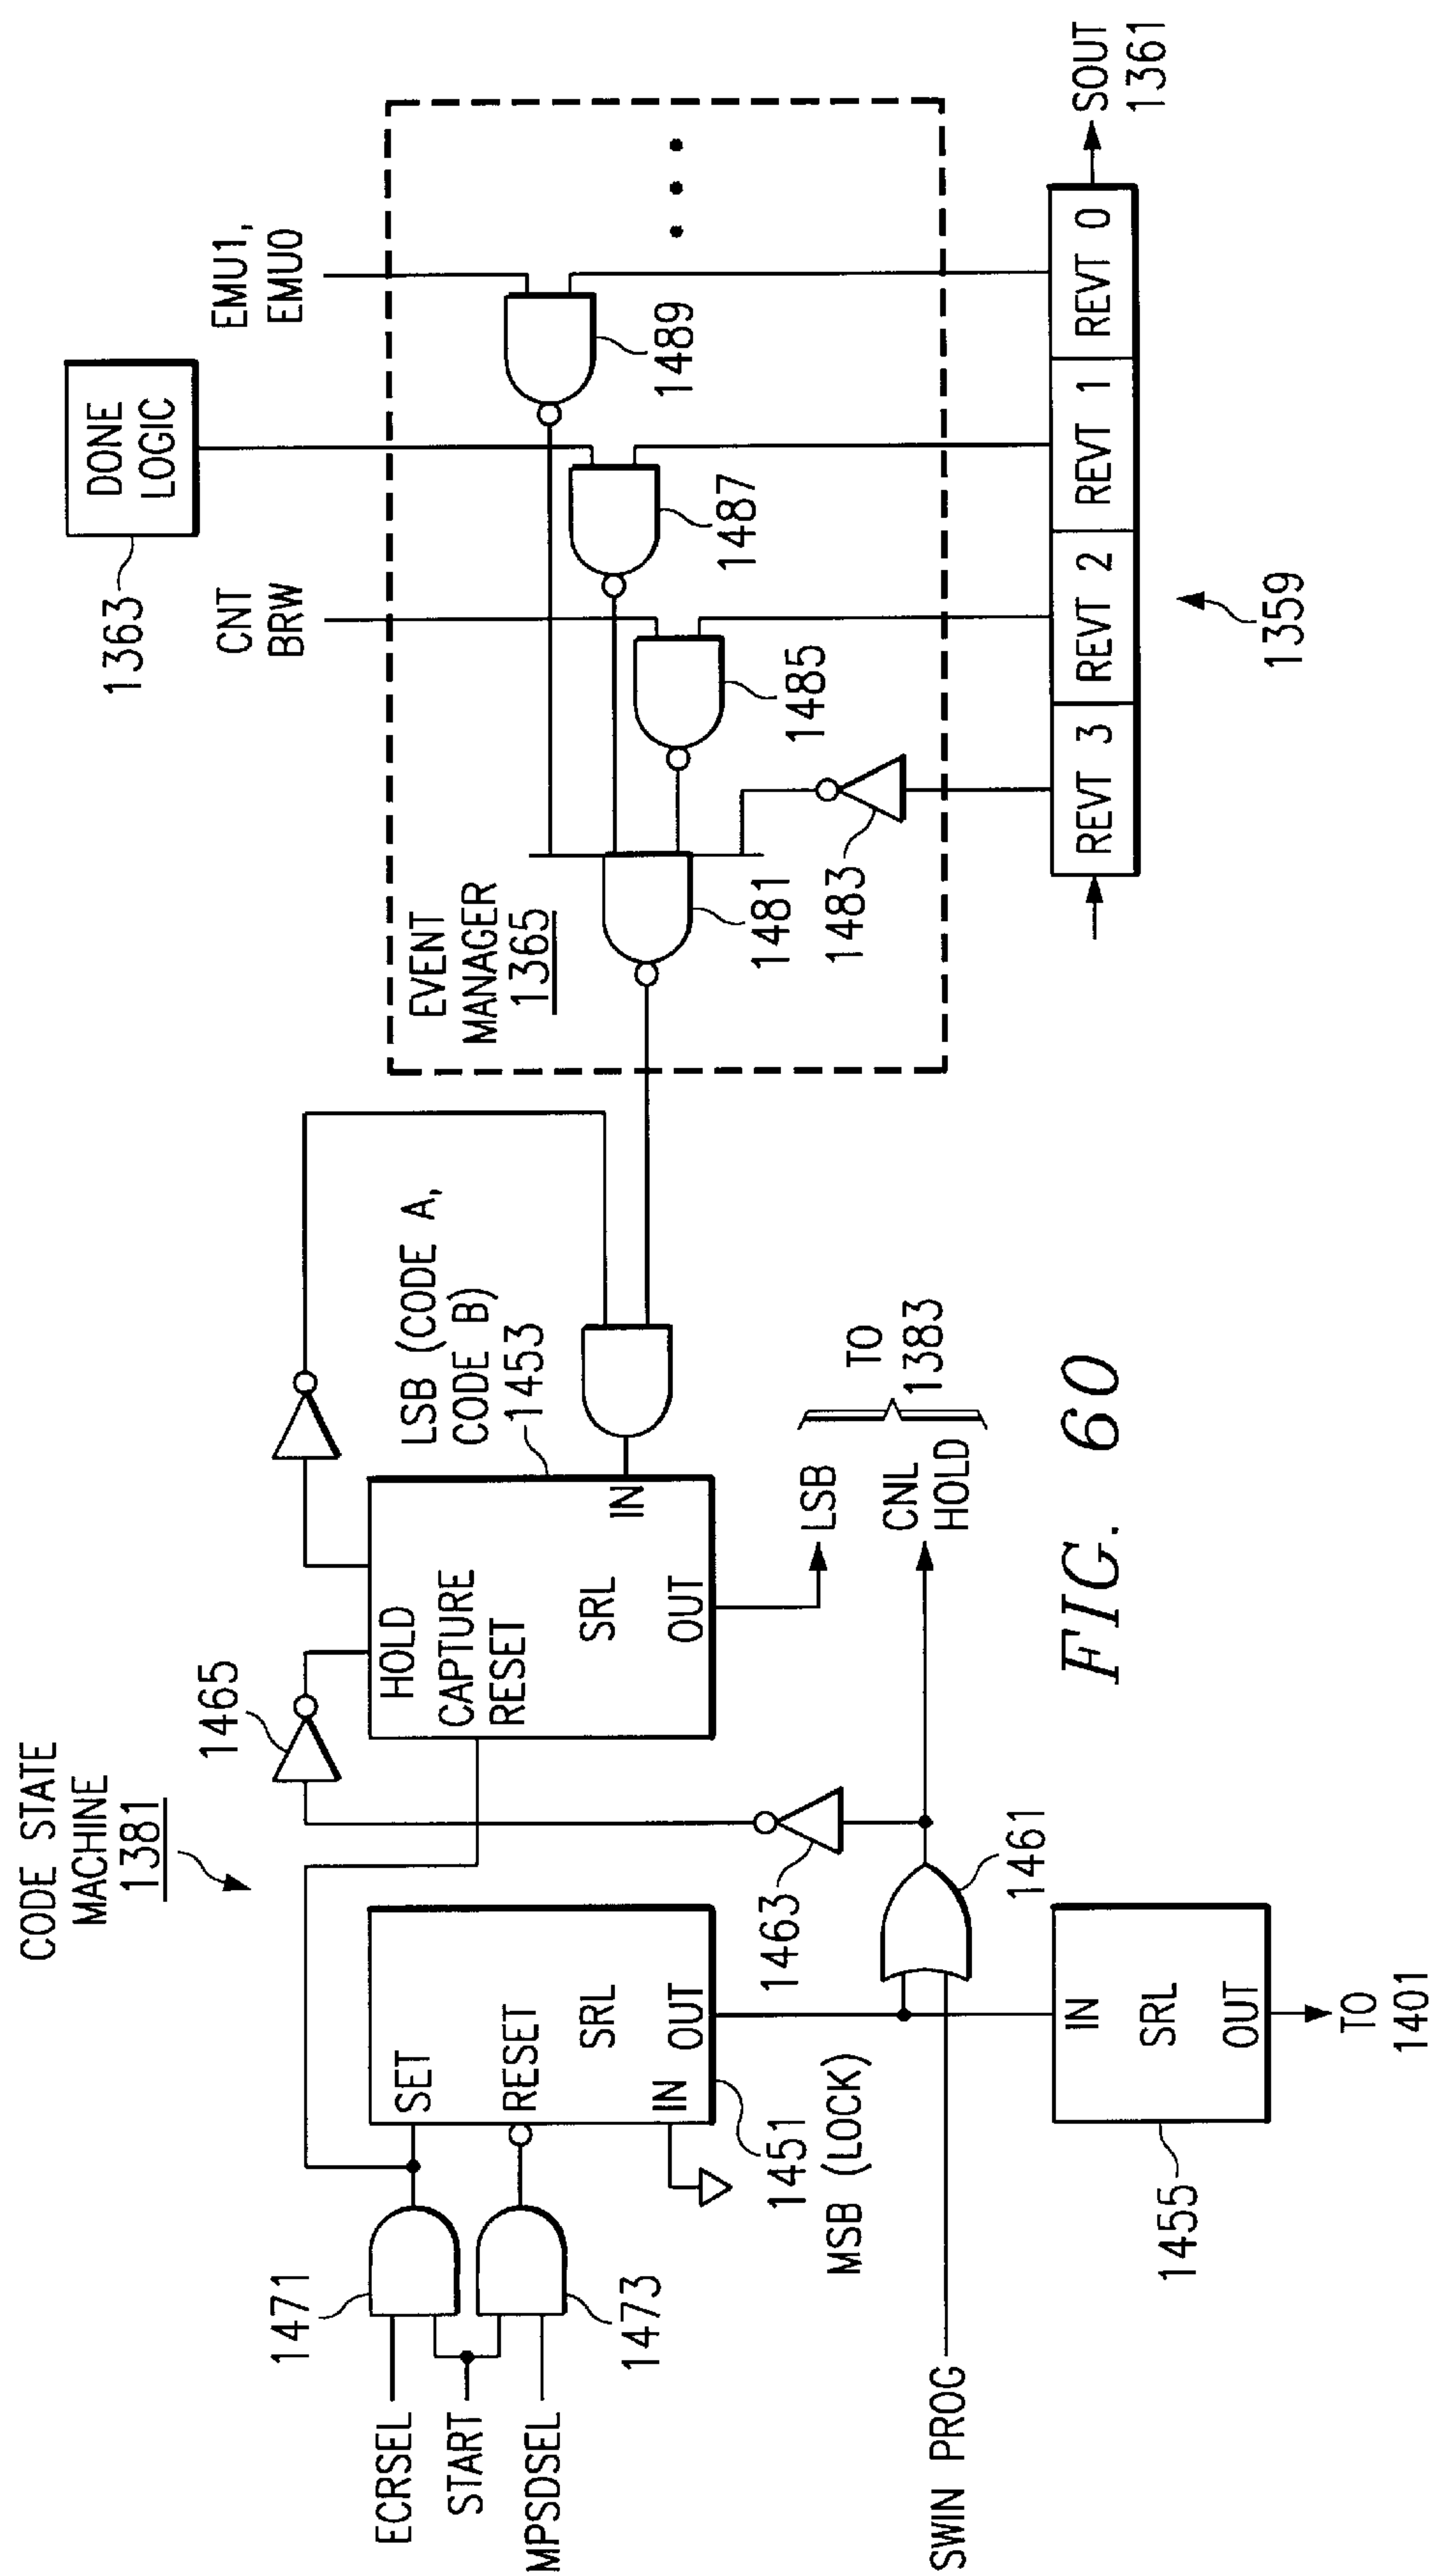 CODE STATE
MACHINE
1381
ECRSEL
START
MPSDSEL
SWIN PROG
1471
1473
SET
RESET
SRL
IN
OUT
1451
MSB (LOCK)
1455
IN
SRL
OUT
TO
1401
1461
1463
1465
HOLD
CAPTURE
RESET
SRL
IN
OUT
LSB (CODE A,
CODE B)
1453
LSB
CNL
HOLD
TO
1383
EVENT
MANAGER
1365
1481
1483
1485
1487
1489
1363
DONE
LOGIC
CNT
BRW
EMU1,
EMU0
REVT 3
REVT 2
REVT 1
REVT 0
1359
SOUT
1361
FIG. 60